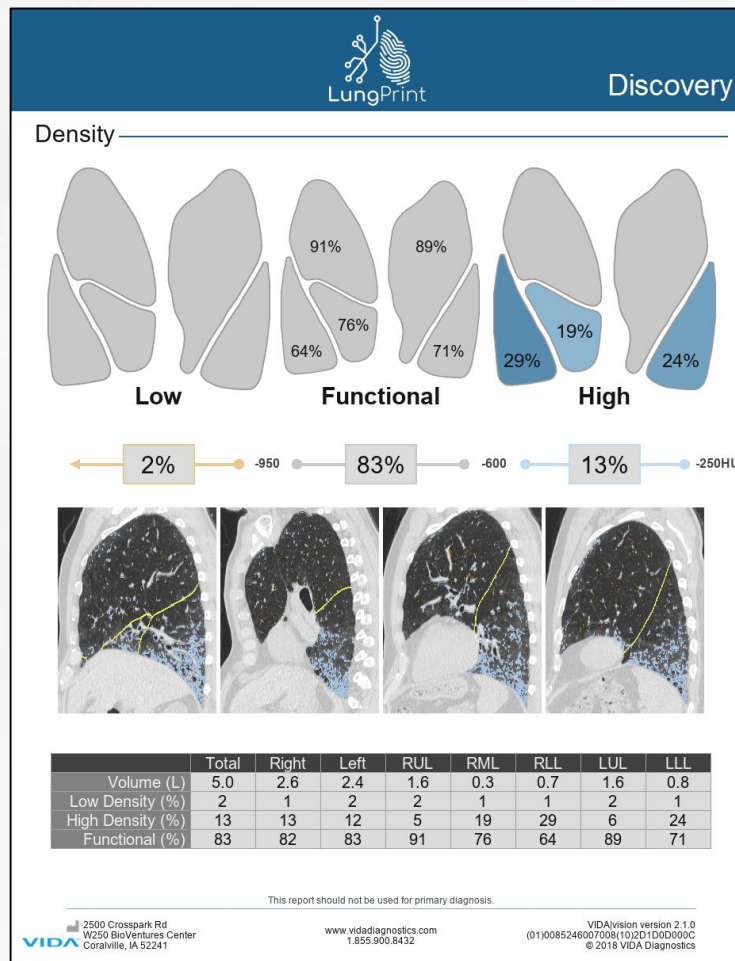 LungPrint
Discovery
Density
91%
89%
76%
64%
71%
19%
29%
24%
Low
Functional
High
2%
-950
83%
-600
13%
-250HU
Total Right Left RUL RML RLL LUL LLL
Volume (L) 5.0 2.6 2.4 1.6 0.3 0.7 1.6 0.8
Low Density (%) 2 1 2 2 1 1 2 1
High Density (%) 13 13 12 5 19 29 6 24
Functional (%) 83 82 83 91 76 64 89 71
This report should not be used for primary diagnosis.
VIDA
2500 Crosspark Rd
W250 BioVentures Center
Coralville, IA 52241
www.vidadiagnostics.com
1.855.900.8432
VIDA|vision version 2.1.0
(01)0085246007008(10)2D1D0D000C
© 2018 VIDA Diagnostics